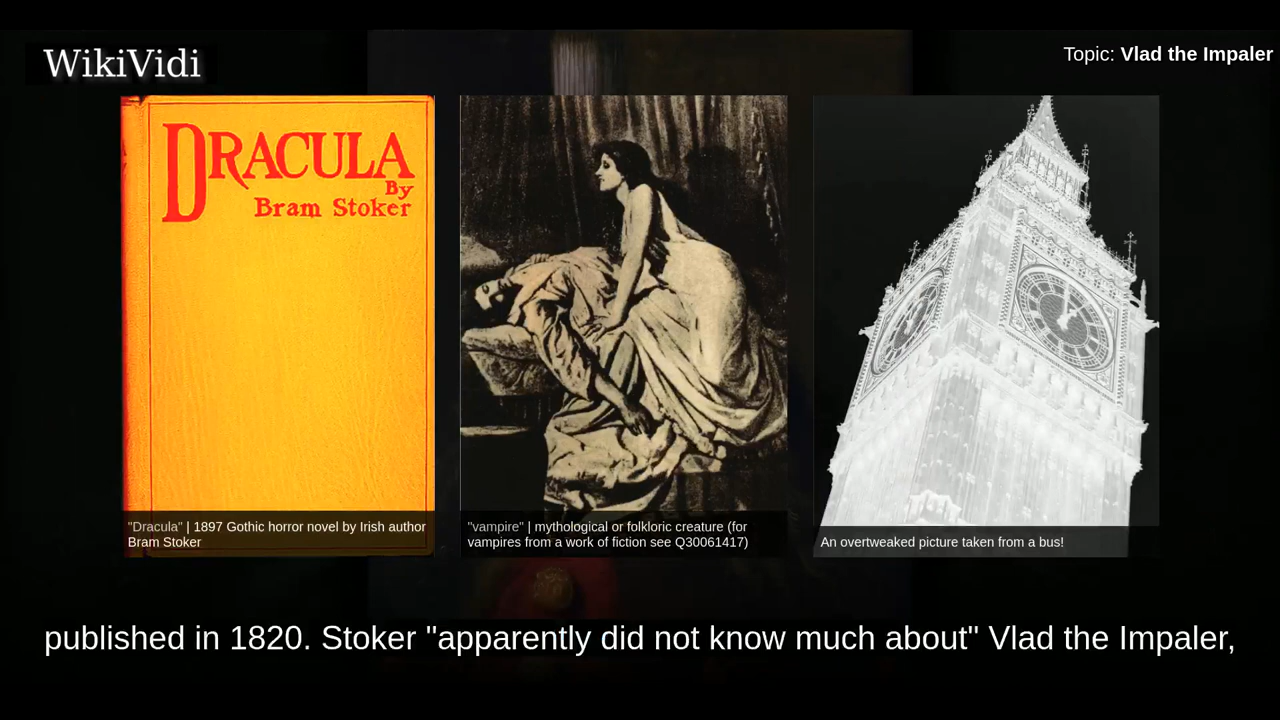 WikiVidi
Topic: Vlad the Impaler
DRACULA
By
Bram Stoker
"Dracula" | 1897 Gothic horror novel by Irish author
Bram Stoker
"vampire" | mythological or folkloric creature (for
vampires from a work of fiction see Q30061417)
An overtweaked picture taken from a bus!
published in 1820. Stoker "apparently did not know much about" Vlad the Impaler,